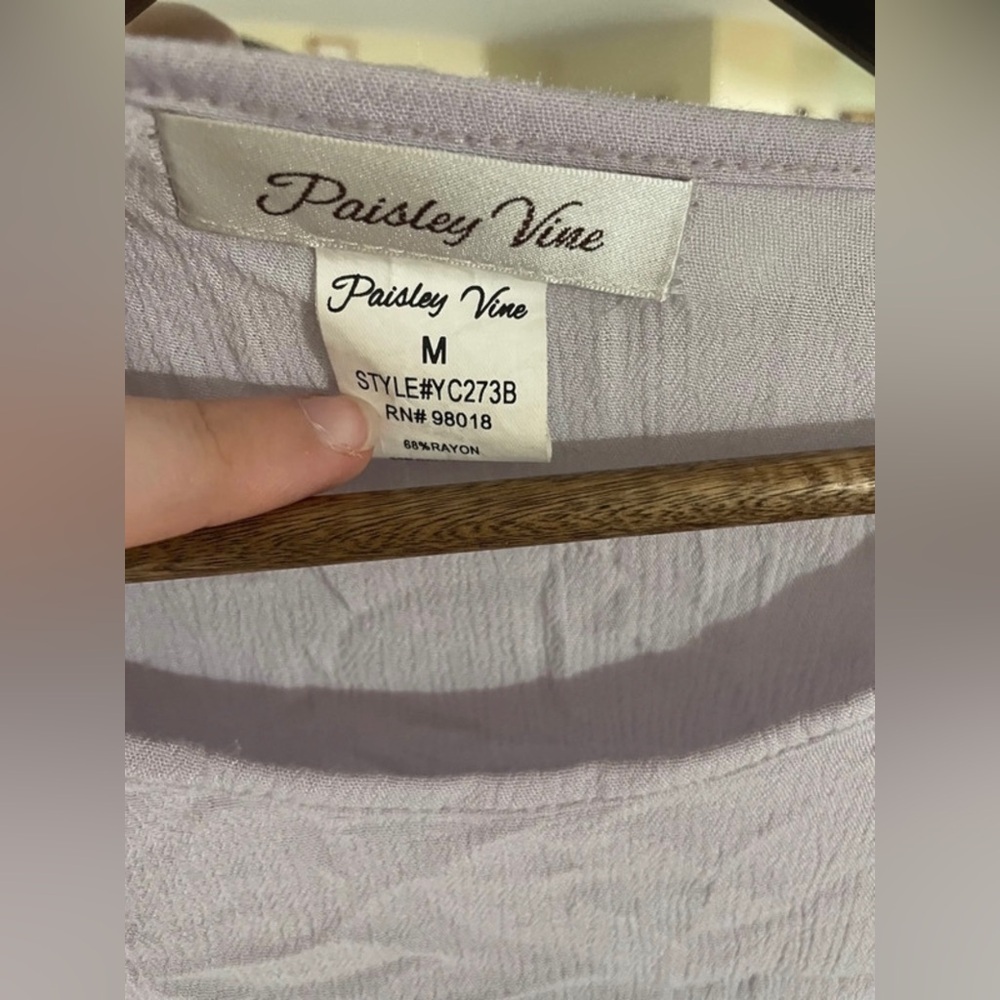 Paisley Vine
Paisley Vine
M
STYLE#YC273B
RN# 98018
68%RAYON